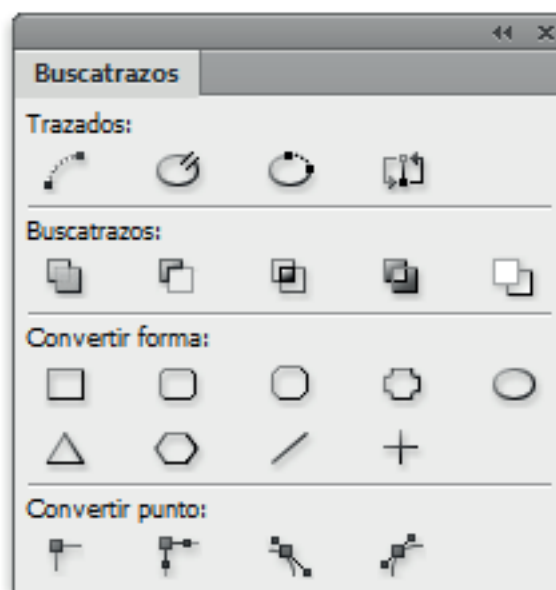 Buscatrazos
Trazados:
Buscatrazos:
Convertir forma:
Convertir punto: